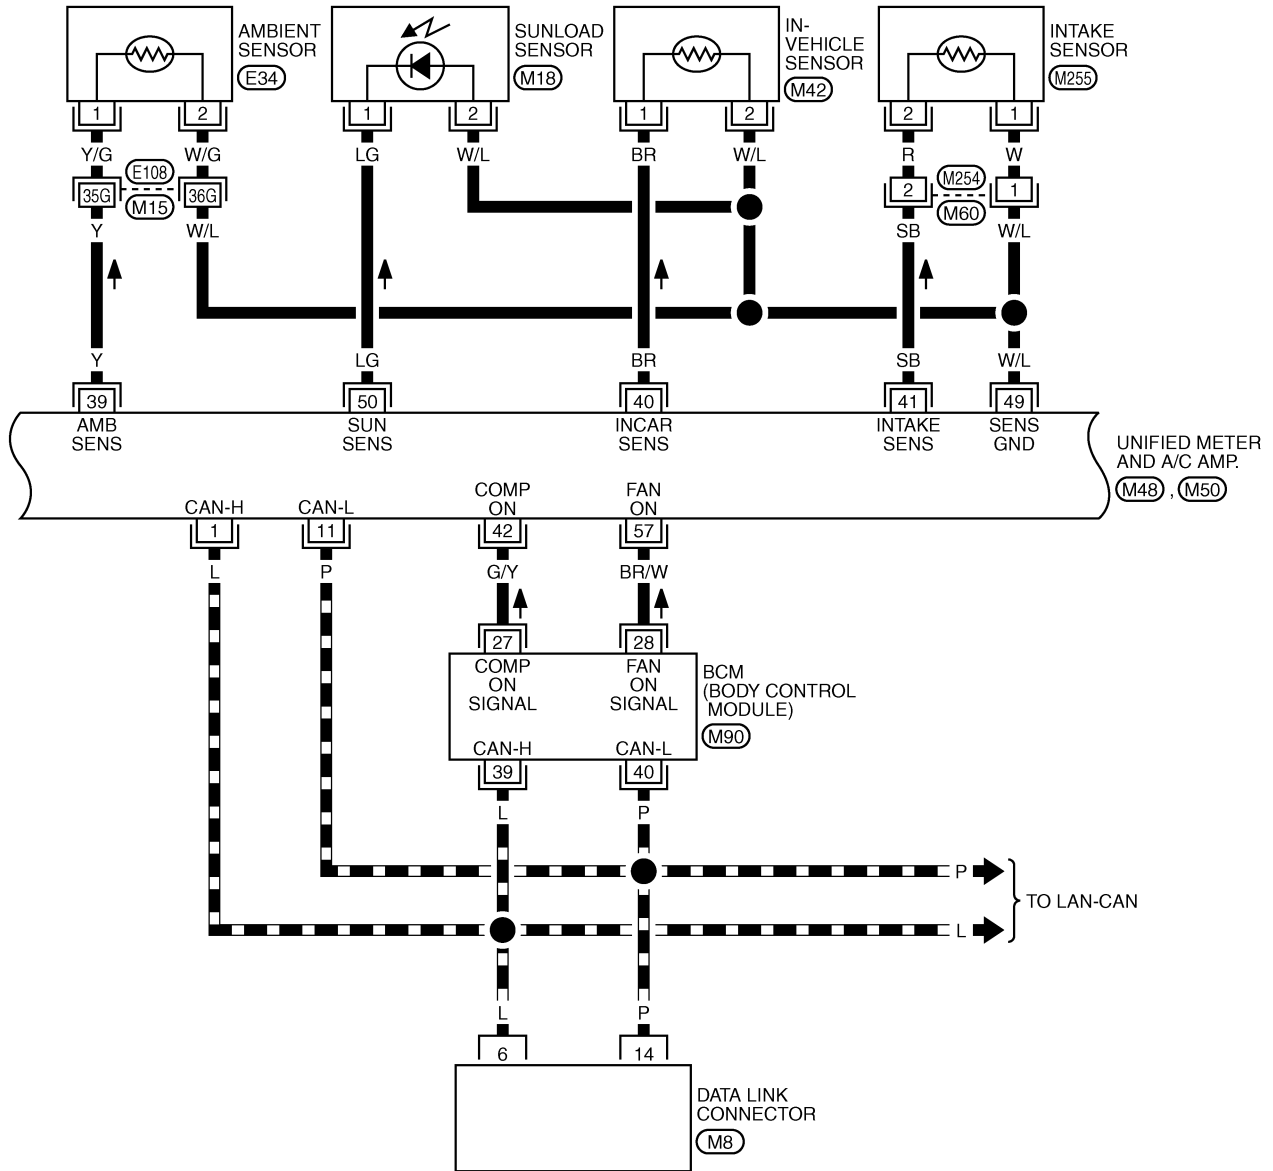 AMBIENT
SENSOR
E34
SUNLOAD
SENSOR
M18
IN-
VEHICLE
SENSOR
M42
INTAKE
SENSOR
M255
1 2 1 2 1 2 2 1
Y/G W/G LG W/L BR W/L R W
E108
M15
35G 36G
M254
M60
2 1
Y W/L SB W/L
Y LG BR SB W/L
39 50 40 41 49
AMB
SENS
SUN
SENS
INCAR
SENS
INTAKE
SENS
SENS
GND
UNIFIED METER
AND A/C AMP.
M48 , M50
CAN-H
CAN-L
COMP
ON
FAN
ON
1 11 42 57
L P G/Y BR/W
27 28
COMP
ON
SIGNAL
FAN
ON
SIGNAL
BCM
(BODY CONTROL
MODULE)
M90
CAN-H CAN-L
39 40
L P
P
L
TO LAN-CAN
L P
6 14
DATA LINK
CONNECTOR
M8